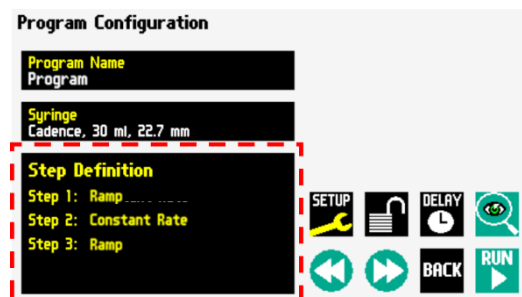 Program Configuration
Program Name
Program
Syringe
Cadence, 30 ml, 22.7 mm
Step Definition
Step 1: Ramp
Step 2: Constant Rate
Step 3: Ramp
SETUP
DELAY
BACK
RUN